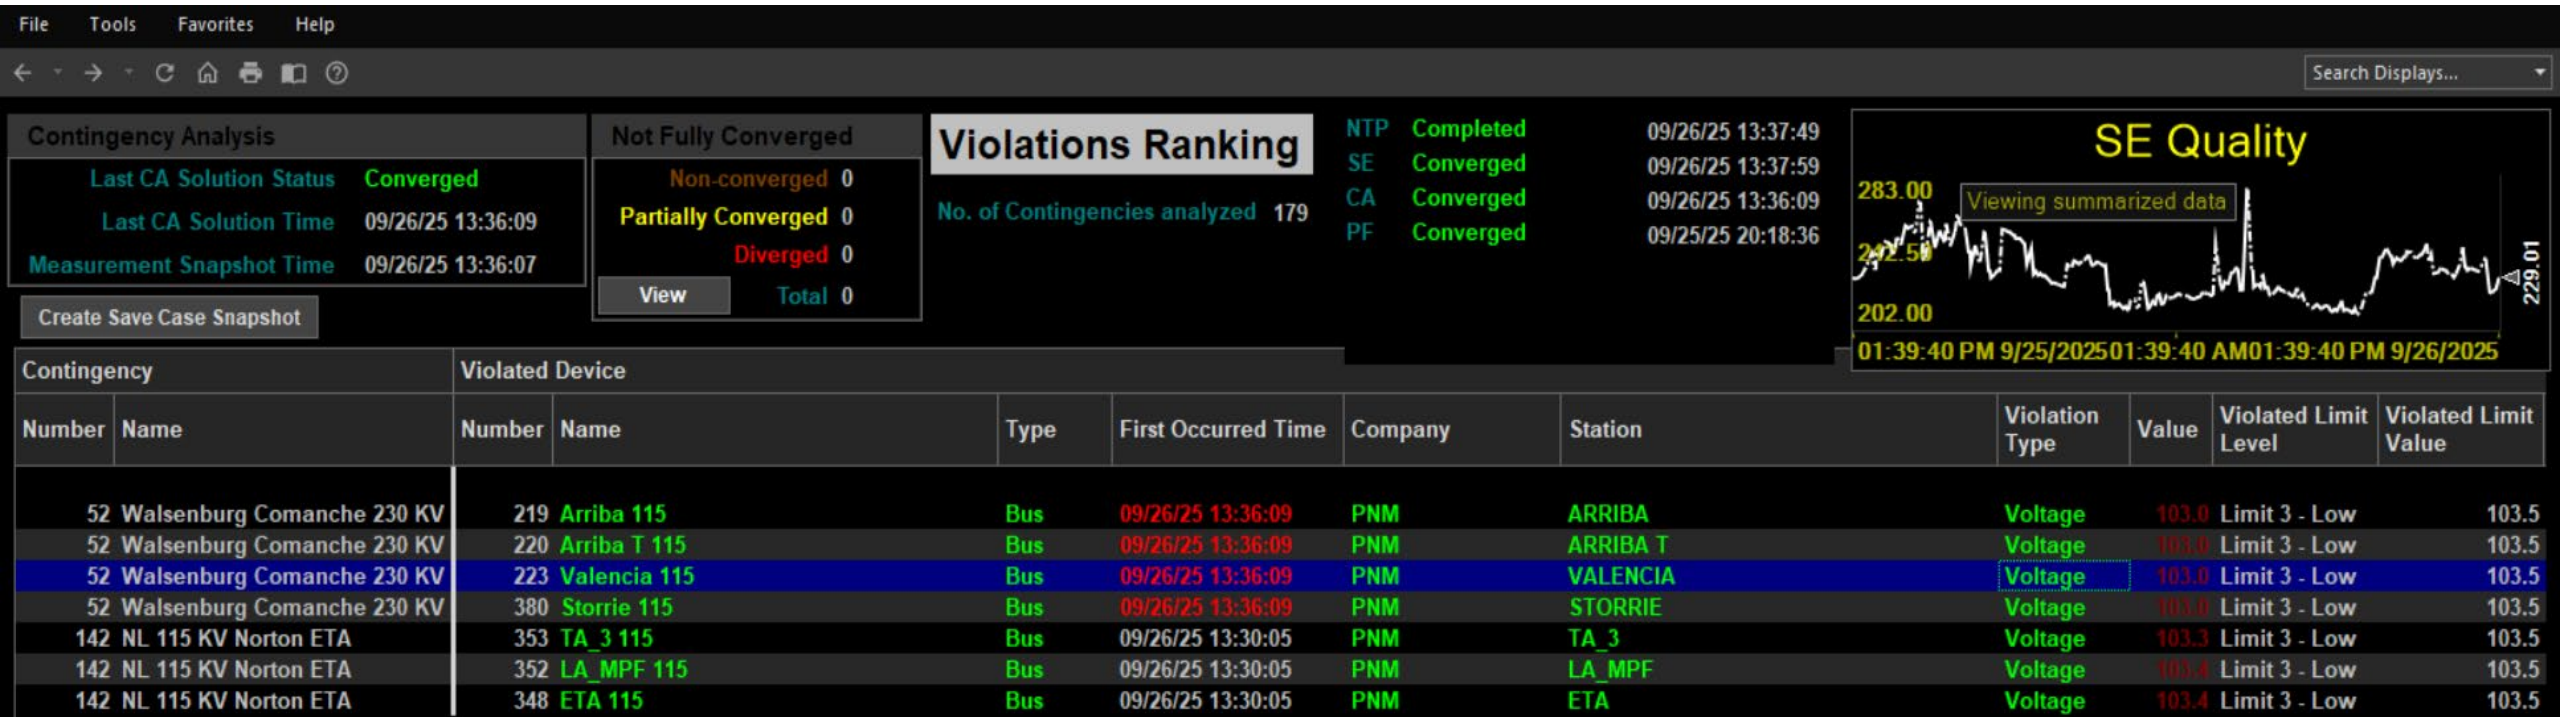 File Tools Favorites Help
Search Displays...
Contingency Analysis
Last CA Solution Status Converged
Last CA Solution Time 09/26/25 13:36:09
Measurement Snapshot Time 09/26/25 13:36:07
Create Save Case Snapshot
Not Fully Converged
Non-converged 0
Partially Converged 0
Diverged 0
View Total 0
Violations Ranking
No. of Contingencies analyzed 179
NTP Completed 09/26/25 13:37:49
SE Converged 09/26/25 13:37:59
CA Converged 09/26/25 13:36:09
PF Converged 09/25/25 20:18:36
SE Quality
283.00
Viewing summarized data
242.50
202.00
229.01
01:39:40 PM 9/25/2025 01:39:40 AM 01:39:40 PM 9/26/2025
Contingency Violated Device
Number Name Number Name Type First Occurred Time Company Station Violation Type Value Violated Limit Level Violated Limit Value
52 Walsenburg Comanche 230 KV 219 Arriba 115 Bus 09/26/25 13:36:09 PNM ARRIBA Voltage 103.0 Limit 3 - Low 103.5
52 Walsenburg Comanche 230 KV 220 Arriba T 115 Bus 09/26/25 13:36:09 PNM ARRIBA T Voltage 103.0 Limit 3 - Low 103.5
52 Walsenburg Comanche 230 KV 223 Valencia 115 Bus 09/26/25 13:36:09 PNM VALENCIA Voltage 103.0 Limit 3 - Low 103.5
52 Walsenburg Comanche 230 KV 380 Storrie 115 Bus 09/26/25 13:36:09 PNM STORRIE Voltage 103.0 Limit 3 - Low 103.5
142 NL 115 KV Norton ETA 353 TA_3 115 Bus 09/26/25 13:30:05 PNM TA_3 Voltage 103.3 Limit 3 - Low 103.5
142 NL 115 KV Norton ETA 352 LA_MPF 115 Bus 09/26/25 13:30:05 PNM LA_MPF Voltage 103.4 Limit 3 - Low 103.5
142 NL 115 KV Norton ETA 348 ETA 115 Bus 09/26/25 13:30:05 PNM ETA Voltage 103.4 Limit 3 - Low 103.5